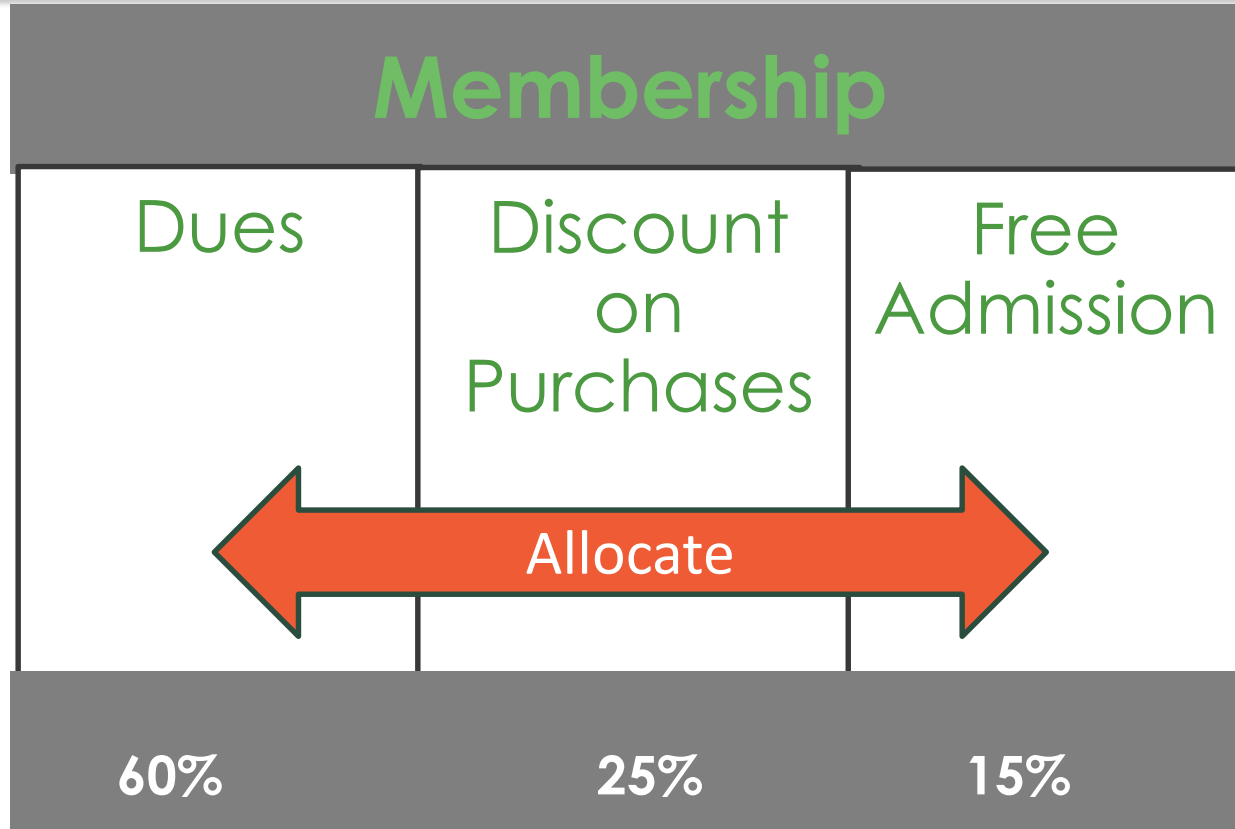 Membership
Dues
Discount
on
Purchases
Free
Admission
Allocate
60%
25%
15%